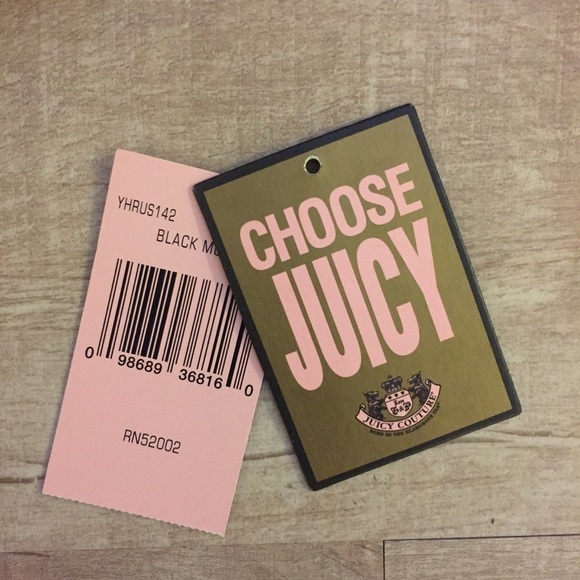 YHRUS142
BLACK
0 98689 36816 0
RN52002
CHOOSE
JUICY
JUICY COUTURE